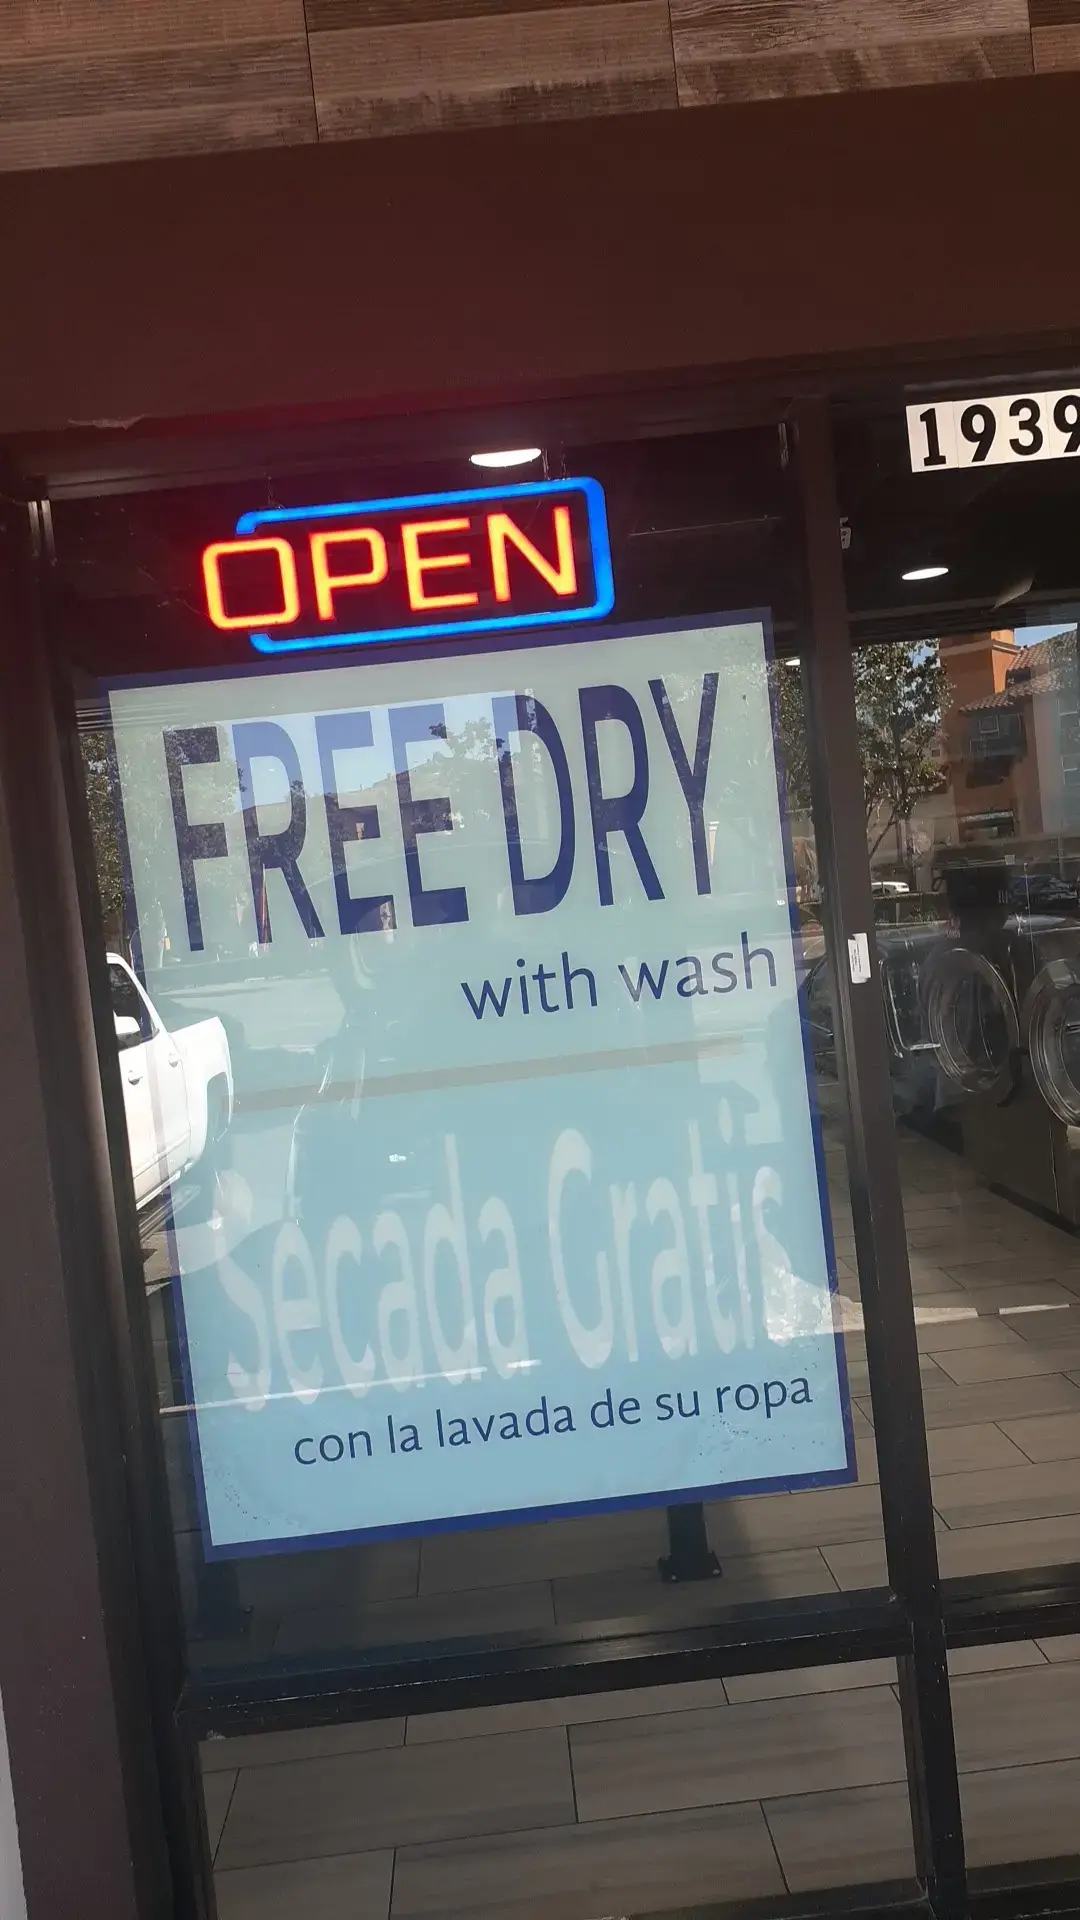 1939
OPEN
FREE DRY
with wash
Secada Gratis
con la lavada de su ropa